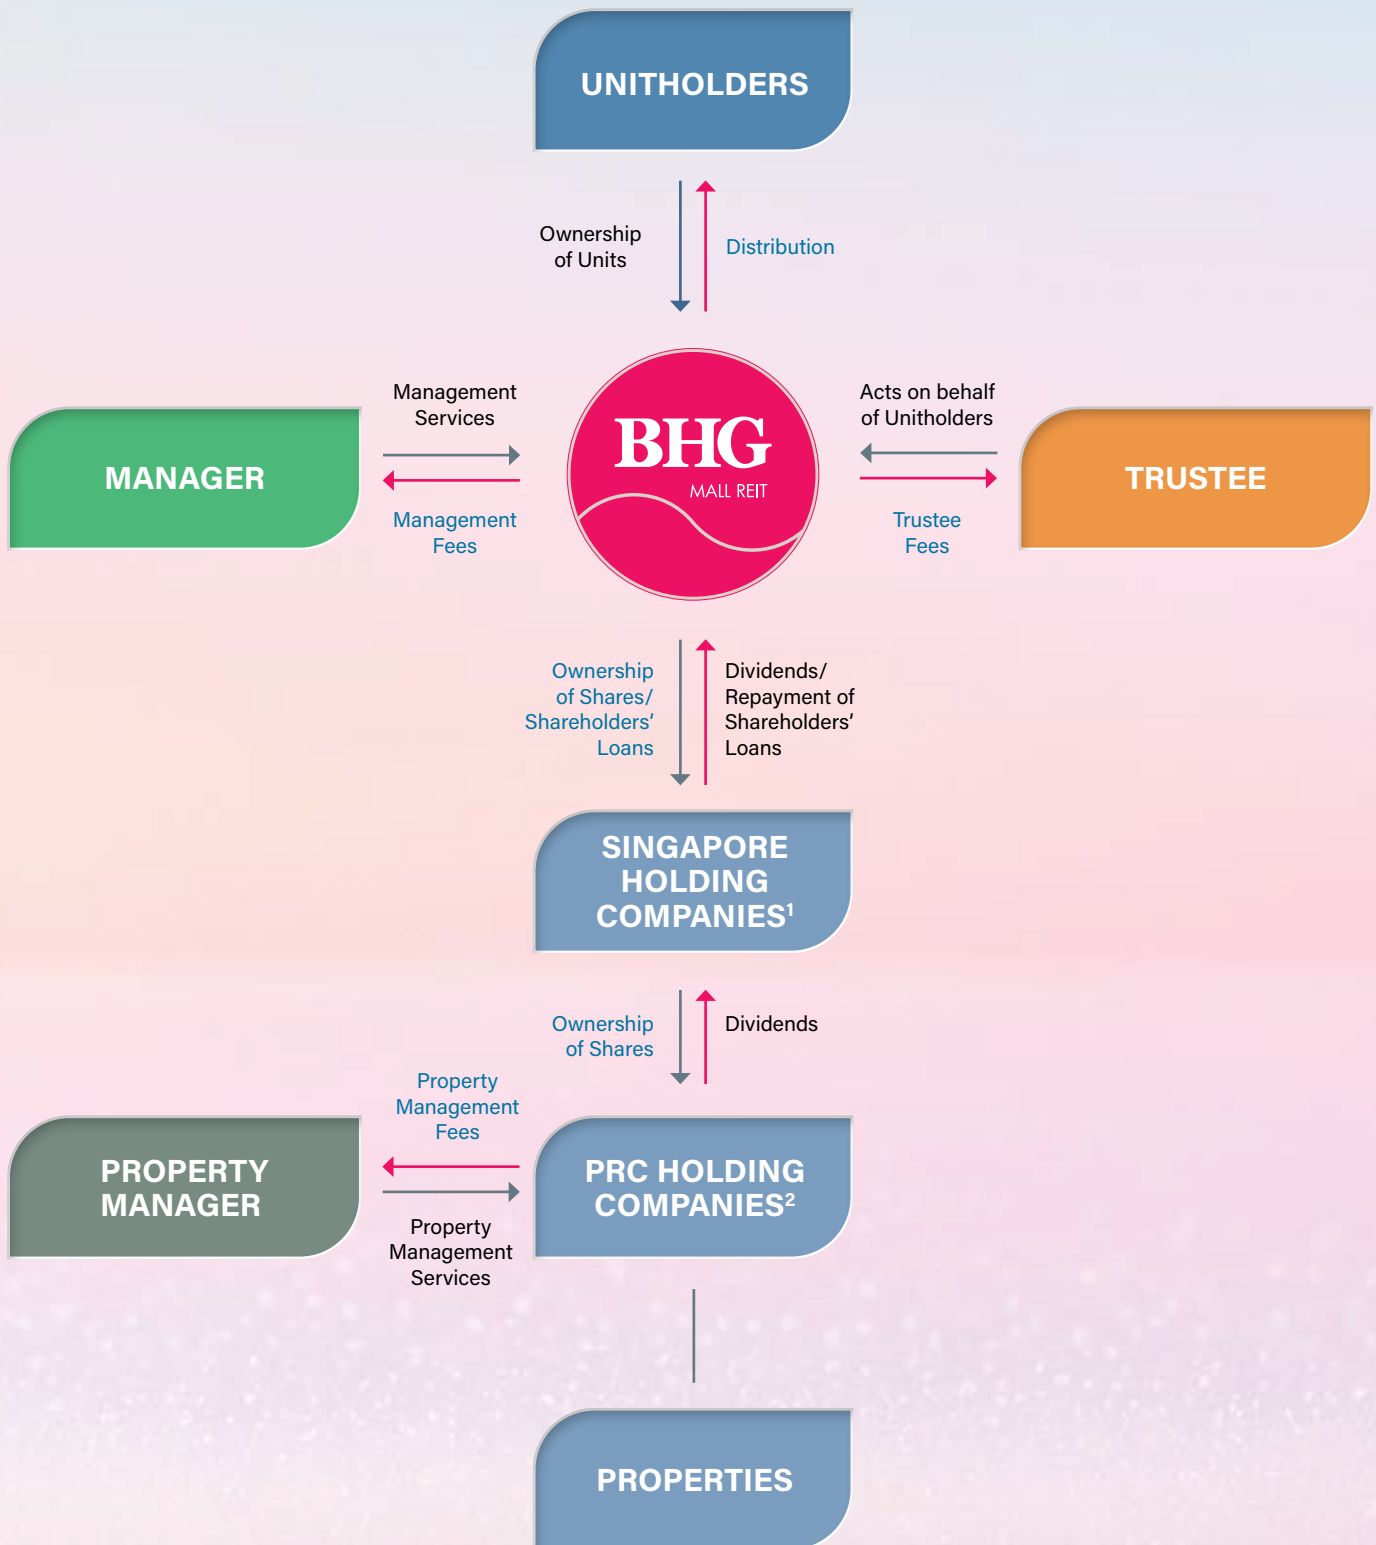 UNITHOLDERS
Ownership
of Units
Distribution
Management
Services
Acts on behalf
of Unitholders
MANAGER
BHG
MALL REIT
TRUSTEE
Management
Fees
Trustee
Fees
Ownership
of Shares/
Shareholders'
Loans
Dividends/
Repayment of
Shareholders'
Loans
SINGAPORE
HOLDING
COMPANIES¹
Ownership
of Shares
Dividends
Property
Management
Fees
PROPERTY
MANAGER
PRC HOLDING
COMPANIES²
Property
Management
Services
PROPERTIES